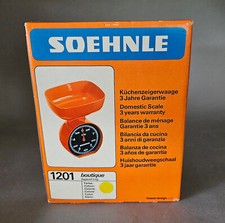 SOEHNLE
Küchenzeigerwaage
3 Jahre Garantie
Domestic Scale
3 years warranty
Balance de ménage
Garantie 3 ans
Bilancia da cucina
3 anni di garanzia
Balanza de cocina
3 años de garantía
Huishoudweegschaal
3 jaar garantie
1201 boutique